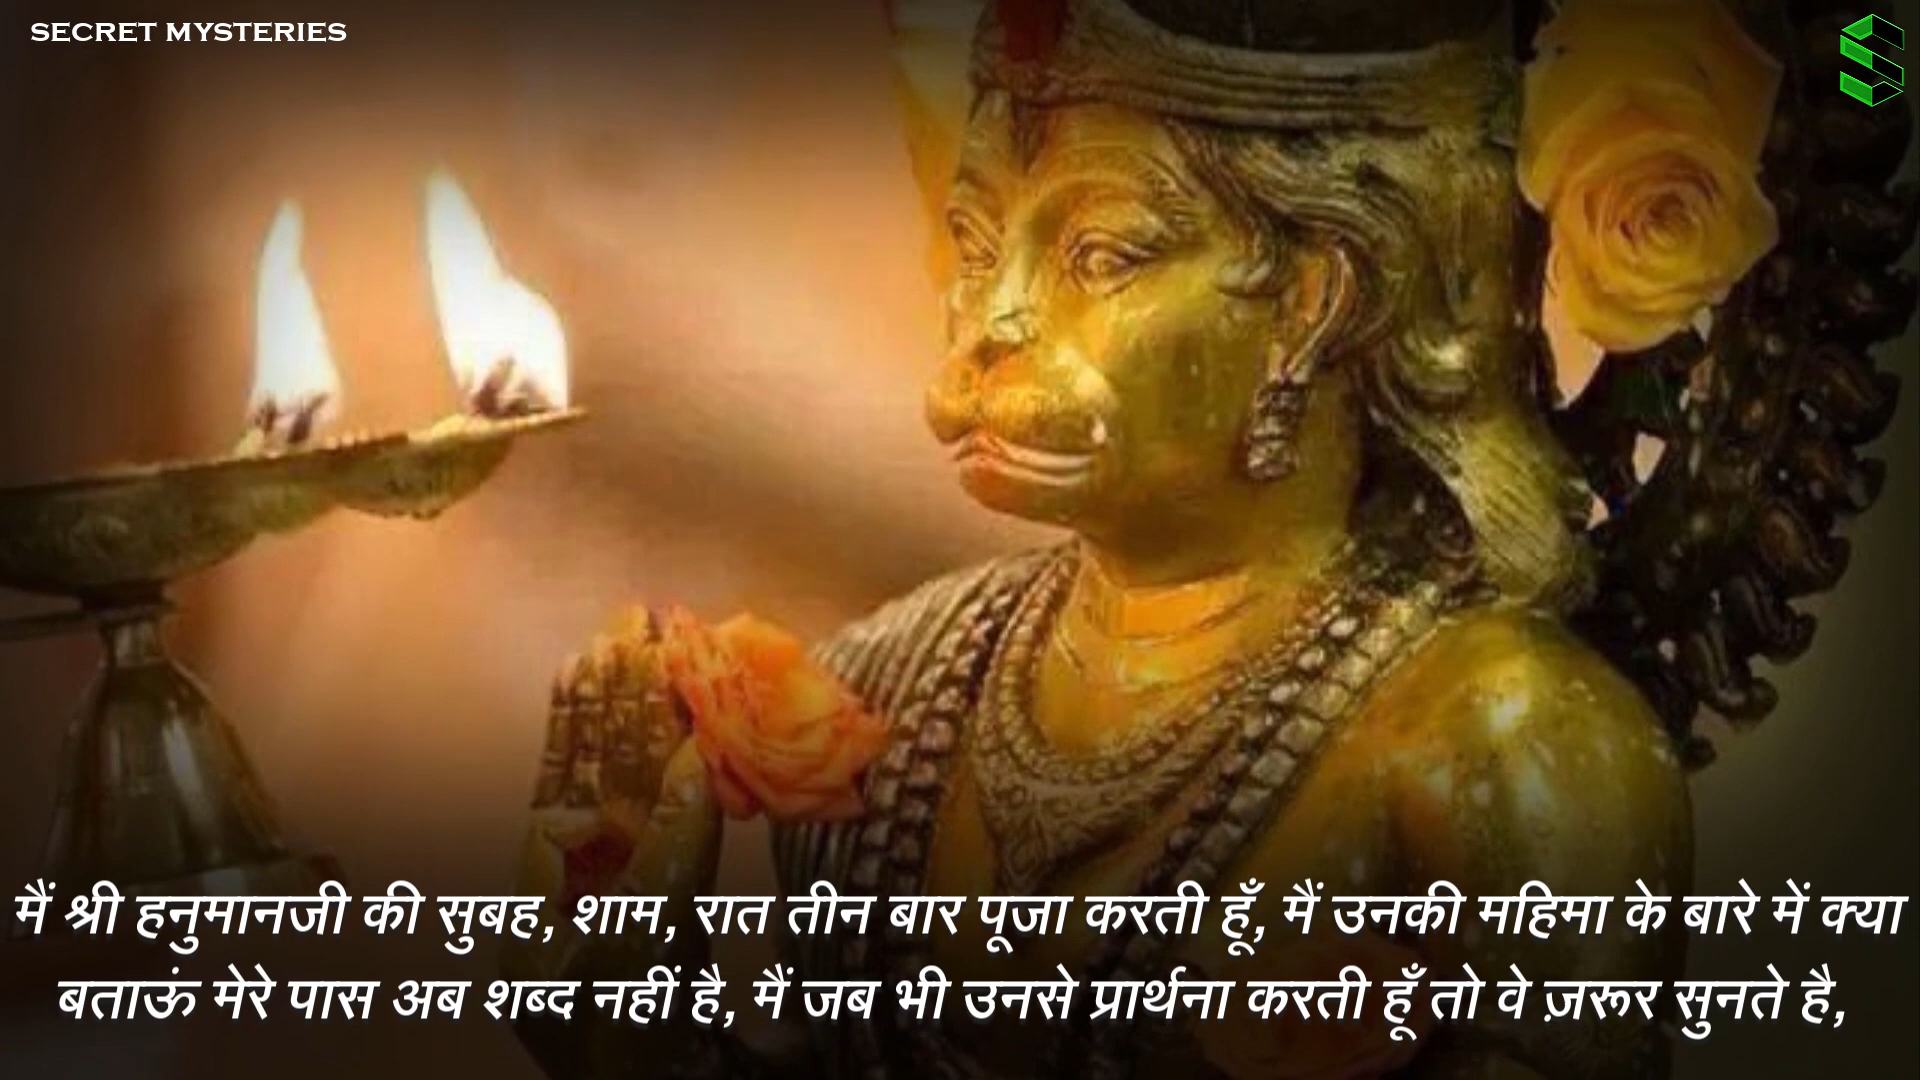 SECRET MYSTERIES
मैं श्री हनुमानजी की सुबह, शाम, रात तीन बार पूजा करती हूँ, मैं उनकी महिमा के बारे में क्या
बताऊं मेरे पास अब शब्द नहीं है, मैं जब भी उनसे प्रार्थना करती हूँ तो वे ज़रूर सुनते है,